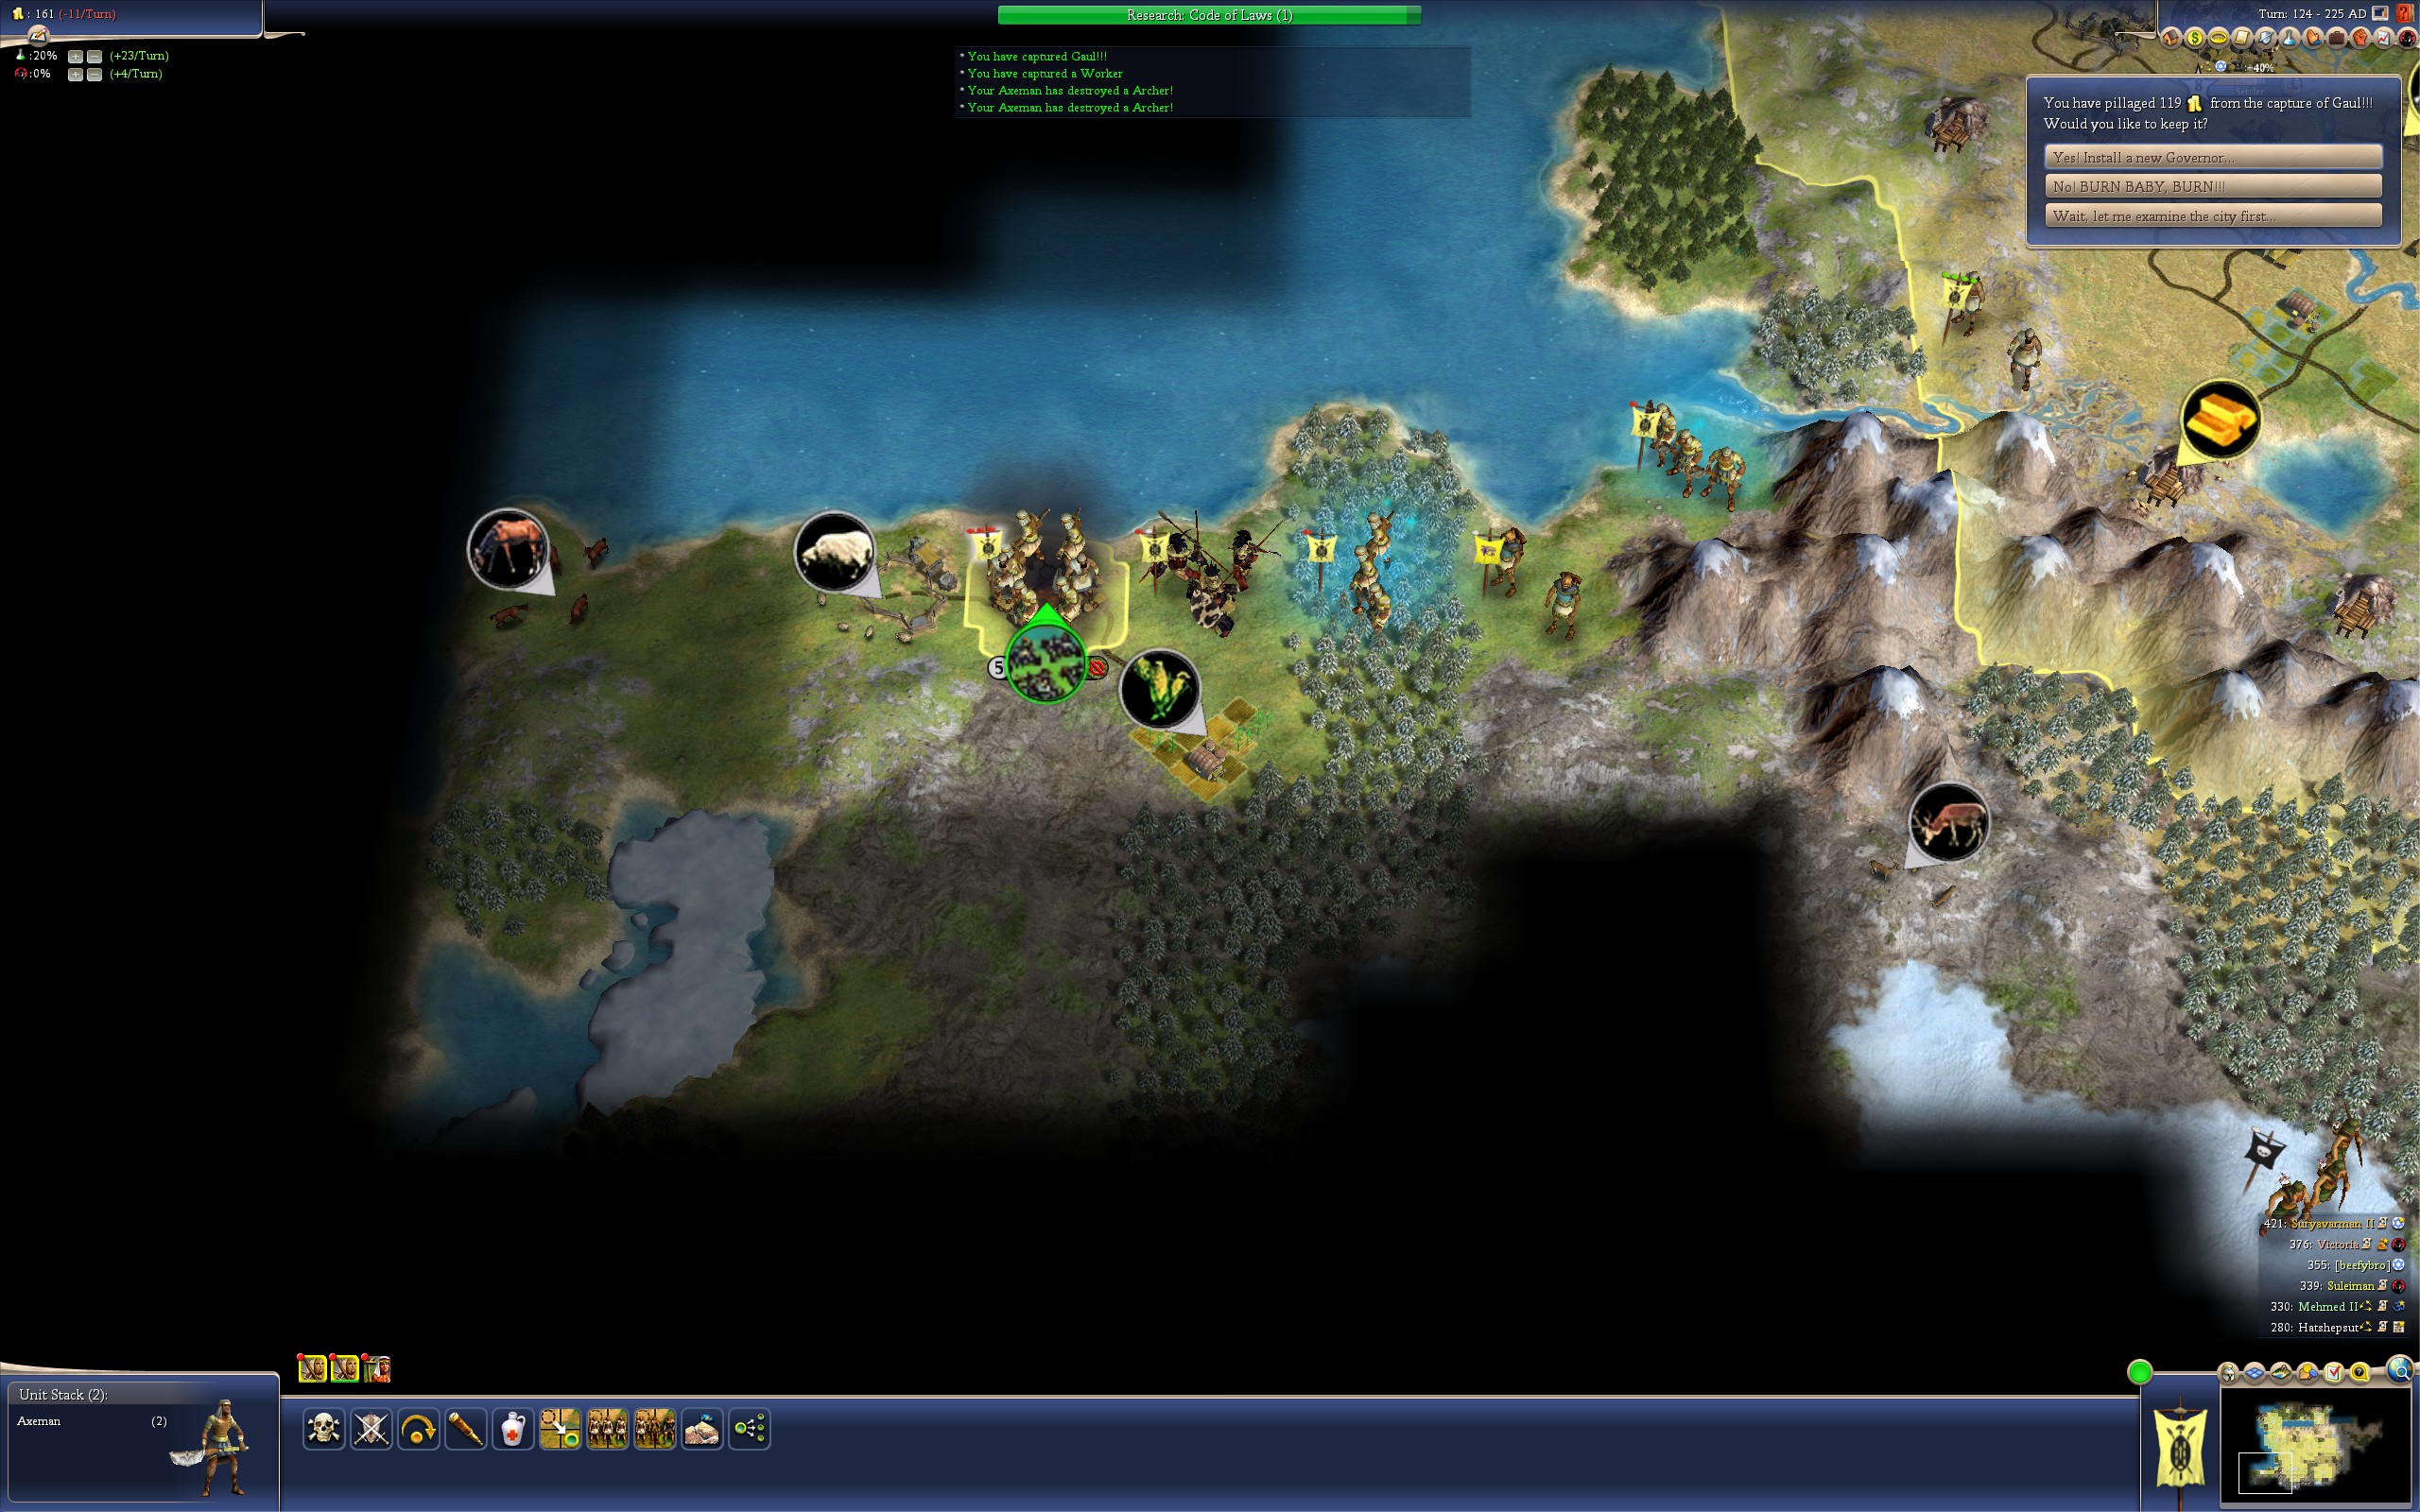 : 161 (-11/Turn)
:20% (+23/Turn)
:0% (+4/Turn)
Research: Code of Laws (1)
You have captured Gaul!!!
You have captured a Worker
Your Axeman has destroyed a Archer!
Your Axeman has destroyed a Archer!
Turn: 124 - 225 AD
:+40%
You have pillaged 119 from the capture of Gaul!!!
Would you like to keep it?
Yes! Install a new Governor...
No! BURN BABY, BURN!!!
Wait, let me examine the city first...
5
421: Suryavarman II
376: Victoria
355: [beefybro]
339: Suleiman
330: Mehmed II
280: Hatshepsut
Unit Stack (2):
Axeman (2)